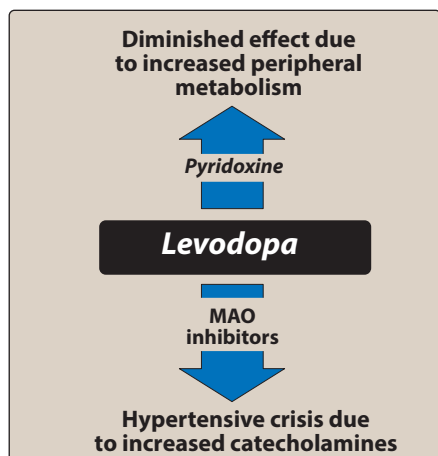 Diminished effect due
to increased peripheral
metabolism
Pyridoxine
Levodopa
MAO
inhibitors
Hypertensive crisis due
to increased catecholamines